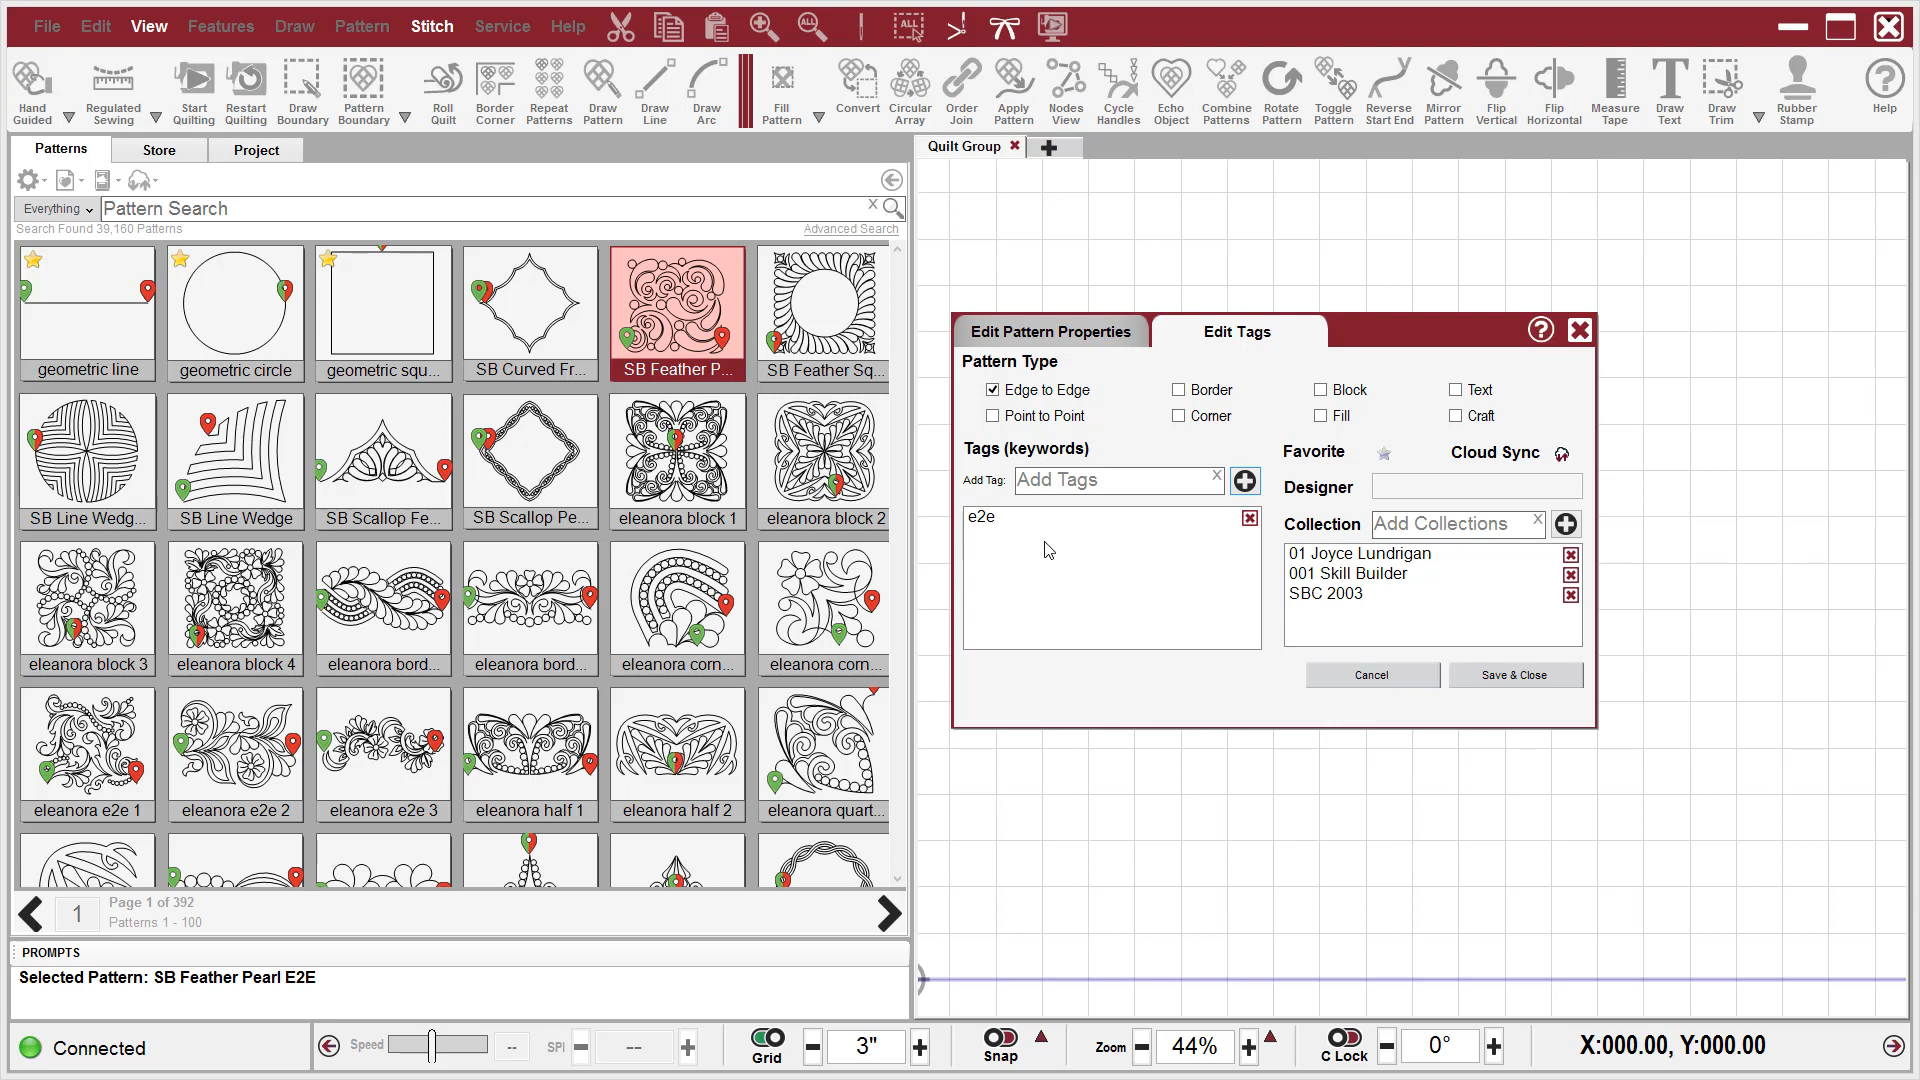 File Edit View Features Draw Pattern Stitch Service Help ALL ALL
Hand Guided
Regulated Sewing
Start Quilting
Restart Quilting
Draw Boundary
Pattern Boundary
Roll Quilt
Border Corner
Repeat Patterns
Draw Pattern
Draw Line
Draw Arc
Fill Pattern
Convert
Circular Array
Order Join
Apply Pattern
Nodes View
Cycle Handles
Echo Object
Combine Patterns
Rotate Pattern
Toggle Pattern
Reverse Start End
Mirror Pattern
Flip Vertical
Flip Horizontal
Measure Tape
Draw Text
Draw Trim
Rubber Stamp
Help
Patterns Store Project
Quilt Group
Everything Pattern Search X
Search Found 39,160 Patterns Advanced Search
geometric line geometric circle geometric squ... SB Curved Fr... SB Feather P... SB Feather Sq...
SB Line Wedg... SB Line Wedge SB Scallop Fe... SB Scallop Pe... eleanora block 1 eleanora block 2
eleanora block 3 eleanora block 4 eleanora bord... eleanora bord... eleanora corn... eleanora corn...
eleanora e2e 1 eleanora e2e 2 eleanora e2e 3 eleanora half 1 eleanora half 2 eleanora quart...
1 Page 1 of 392
Patterns 1 - 100
PROMPTS
Selected Pattern: SB Feather Pearl E2E
Edit Pattern Properties Edit Tags
Pattern Type
Edge to Edge Border Block Text
Point to Point Corner Fill Craft
Tags (keywords) Favorite Cloud Sync
Add Tag: Add Tags X
Designer
Collection Add Collections X
e2e
01 Joyce Lundrigan
001 Skill Builder
SBC 2003
Cancel Save & Close
Connected Speed -- SPI -- Grid 3" Snap Zoom 44% C Lock 0° X:000.00, Y:000.00